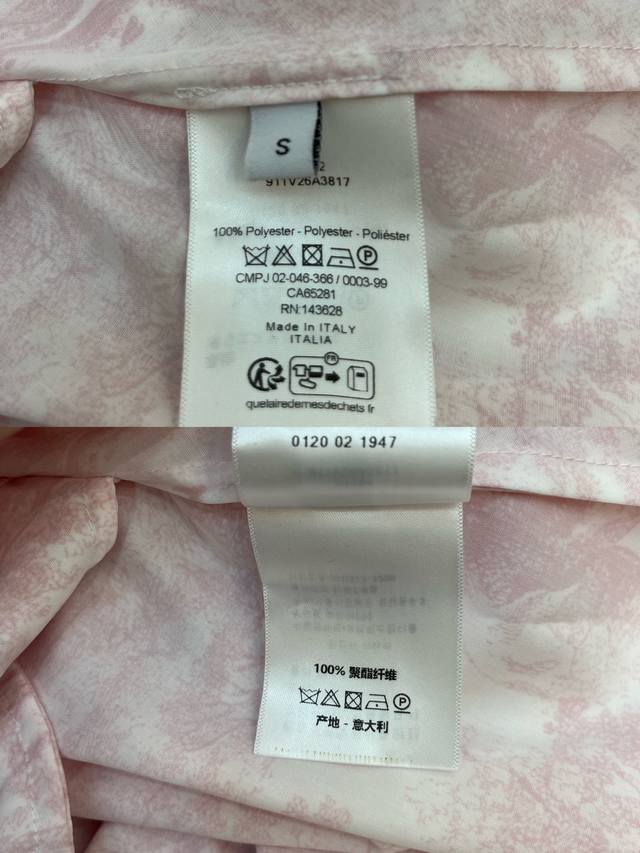 S
2
911V26A3817
100% Polyester - Polyester - Poliéster
P
CMPJ 02-046-366 / 0003-99
CA65281
RN:143628
Made in ITALY
ITALIA
FR
quelairedemesdechets.fr
0120 02 1947
100% 聚酯纤维
P
产地 - 意大利